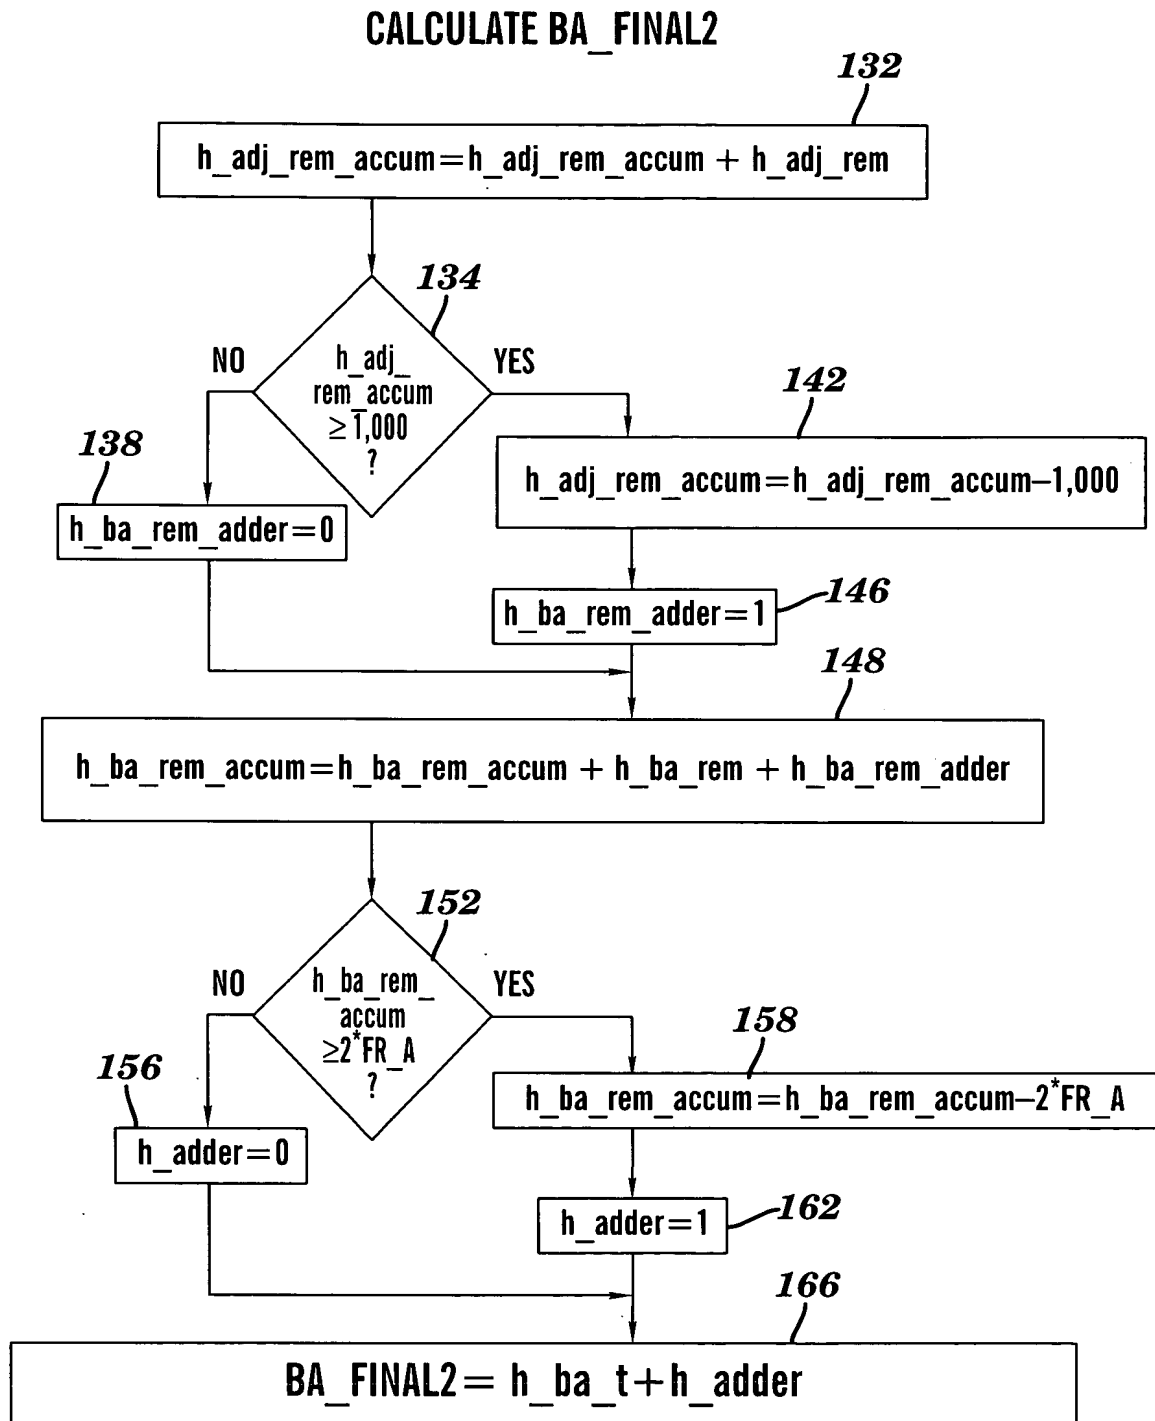 CALCULATE BA_FINAL2
132
h_adj_rem_accum=h_adj_rem_accum + h_adj_rem
134
NO
YES
h_adj_
rem_accum
≥1,000
?
142
h_adj_rem_accum=h_adj_rem_accum–1,000
138
h_ba_rem_adder=0
146
h_ba_rem_adder=1
148
h_ba_rem_accum=h_ba_rem_accum + h_ba_rem + h_ba_rem_adder
152
NO
YES
h_ba_rem_
accum
≥2*FR_A
?
158
h_ba_rem_accum=h_ba_rem_accum–2*FR_A
156
h_adder=0
162
h_adder=1
166
BA_FINAL2= h_ba_t+h_adder